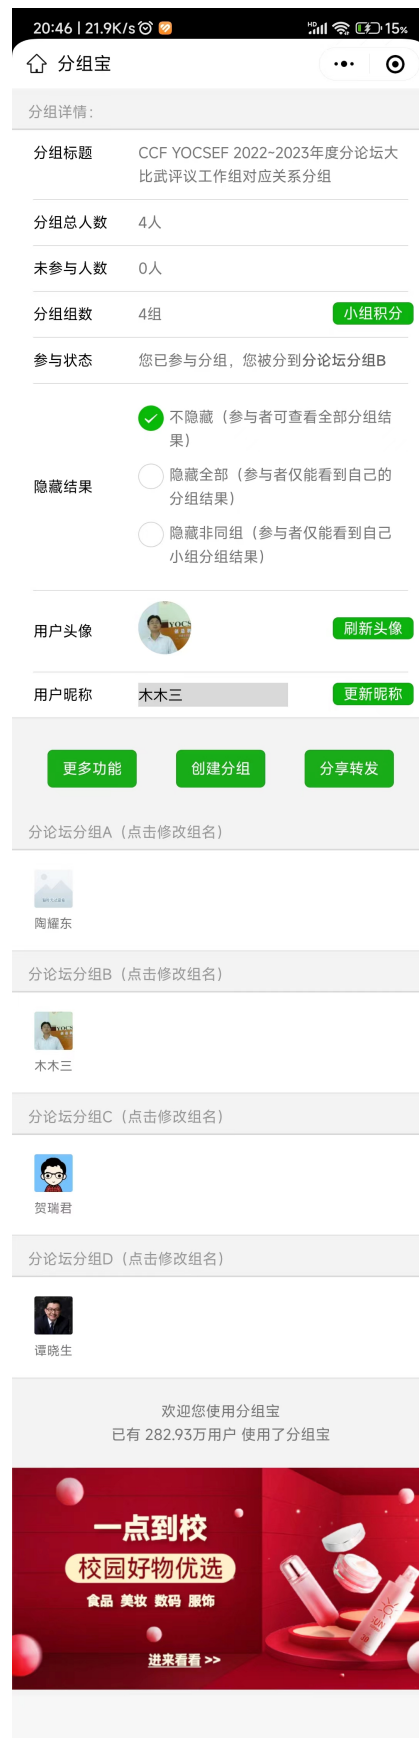 20:46 | 21.9K/s HD 15%
分组宝
分组详情:
分组标题 CCF YOCSEF 2022~2023年度分论坛大
比武评议工作组对应关系分组
分组总人数 4人
未参与人数 0人
分组组数 4组 小组积分
参与状态 您已参与分组，您被分到分论坛分组B
不隐藏（参与者可查看全部分组结
果）
隐藏结果 隐藏全部（参与者仅能看到自己的
分组结果）
隐藏非同组（参与者仅能看到自己
小组分组结果）
用户头像 YOCS 刷新头像
用户昵称 木木三 更新昵称
更多功能 创建分组 分享转发
分论坛分组A（点击修改组名）
陶耀东
分论坛分组B（点击修改组名）
木木三
分论坛分组C（点击修改组名）
贺瑞君
分论坛分组D（点击修改组名）
谭晓生
欢迎您使用分组宝
已有 282.93万用户 使用了分组宝
一点到校
校园好物优选
食品 美妆 数码 服饰
进来看看 >>